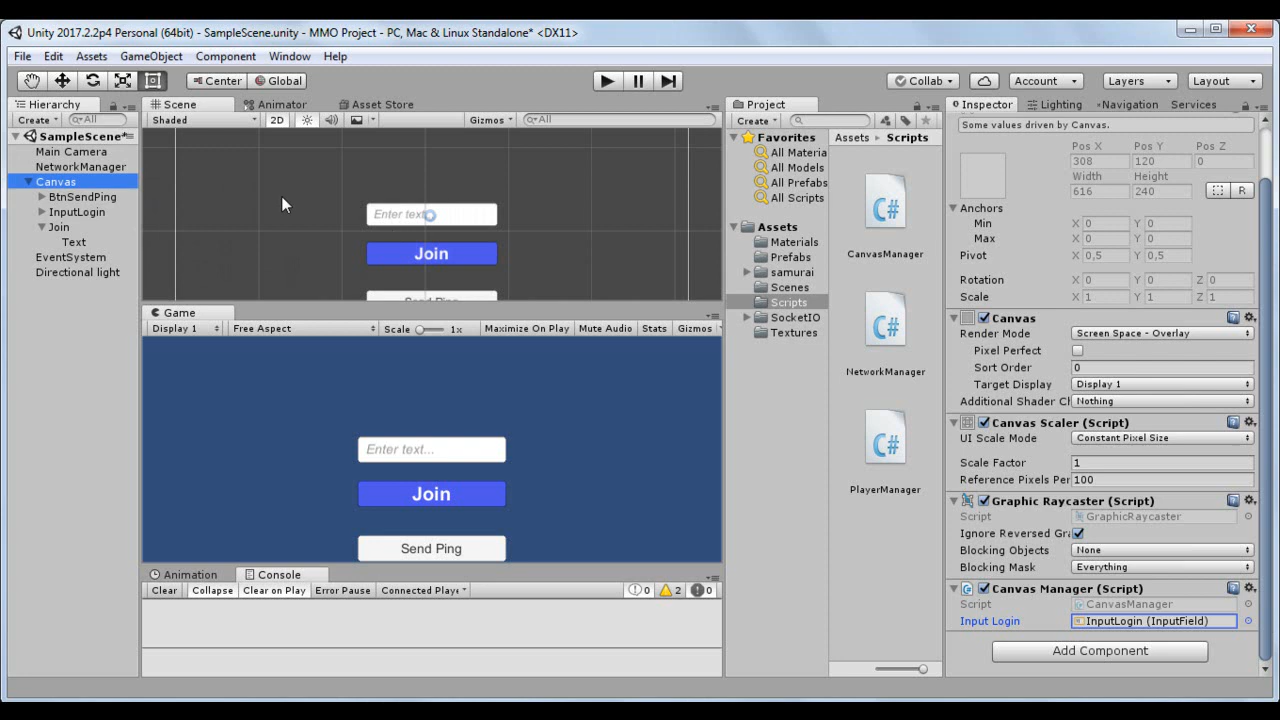 Unity 2017.2.2p4 Personal (64bit) - SampleScene.unity - MMO Project - PC, Mac & Linux Standalone* <DX11>
File Edit Assets GameObject Component Window Help
Center Global Collab Account Layers Layout
Hierarchy
Create All
SampleScene*
Main Camera
NetworkManager
Canvas
BtnSendPing
InputLogin
Join
Text
EventSystem
Directional light
Scene Animator Asset Store
Shaded 2D Gizmos All
Enter text
Join
Game
Display 1 Free Aspect Scale 1x Maximize On Play Mute Audio Stats Gizmos
Enter text...
Join
Send Ping
Animation Console
Clear Collapse Clear on Play Error Pause Connected Playe 0 2 0
Project
Create
Favorites
All Materia
All Models
All Prefabs
All Scripts
Assets
Materials
Prefabs
samurai
Scenes
Scripts
SocketIO
Textures
Assets Scripts
C#
CanvasManager
C#
NetworkManager
C#
PlayerManager
Inspector Lighting Navigation Services
Some values driven by Canvas.
Pos X Pos Y Pos Z
308 120 0
Width Height
616 240 R
Anchors
Min X 0 Y 0
Max X 0 Y 0
Pivot X 0,5 Y 0,5
Rotation X 0 Y 0 Z 0
Scale X 1 Y 1 Z 1
Canvas
Render Mode Screen Space - Overlay
Pixel Perfect
Sort Order 0
Target Display Display 1
Additional Shader Cl Nothing
Canvas Scaler (Script)
UI Scale Mode Constant Pixel Size
Scale Factor 1
Reference Pixels Per 100
Graphic Raycaster (Script)
Script GraphicRaycaster
Ignore Reversed Gra
Blocking Objects None
Blocking Mask Everything
Canvas Manager (Script)
Script CanvasManager
Input Login InputLogin (InputField)
Add Component